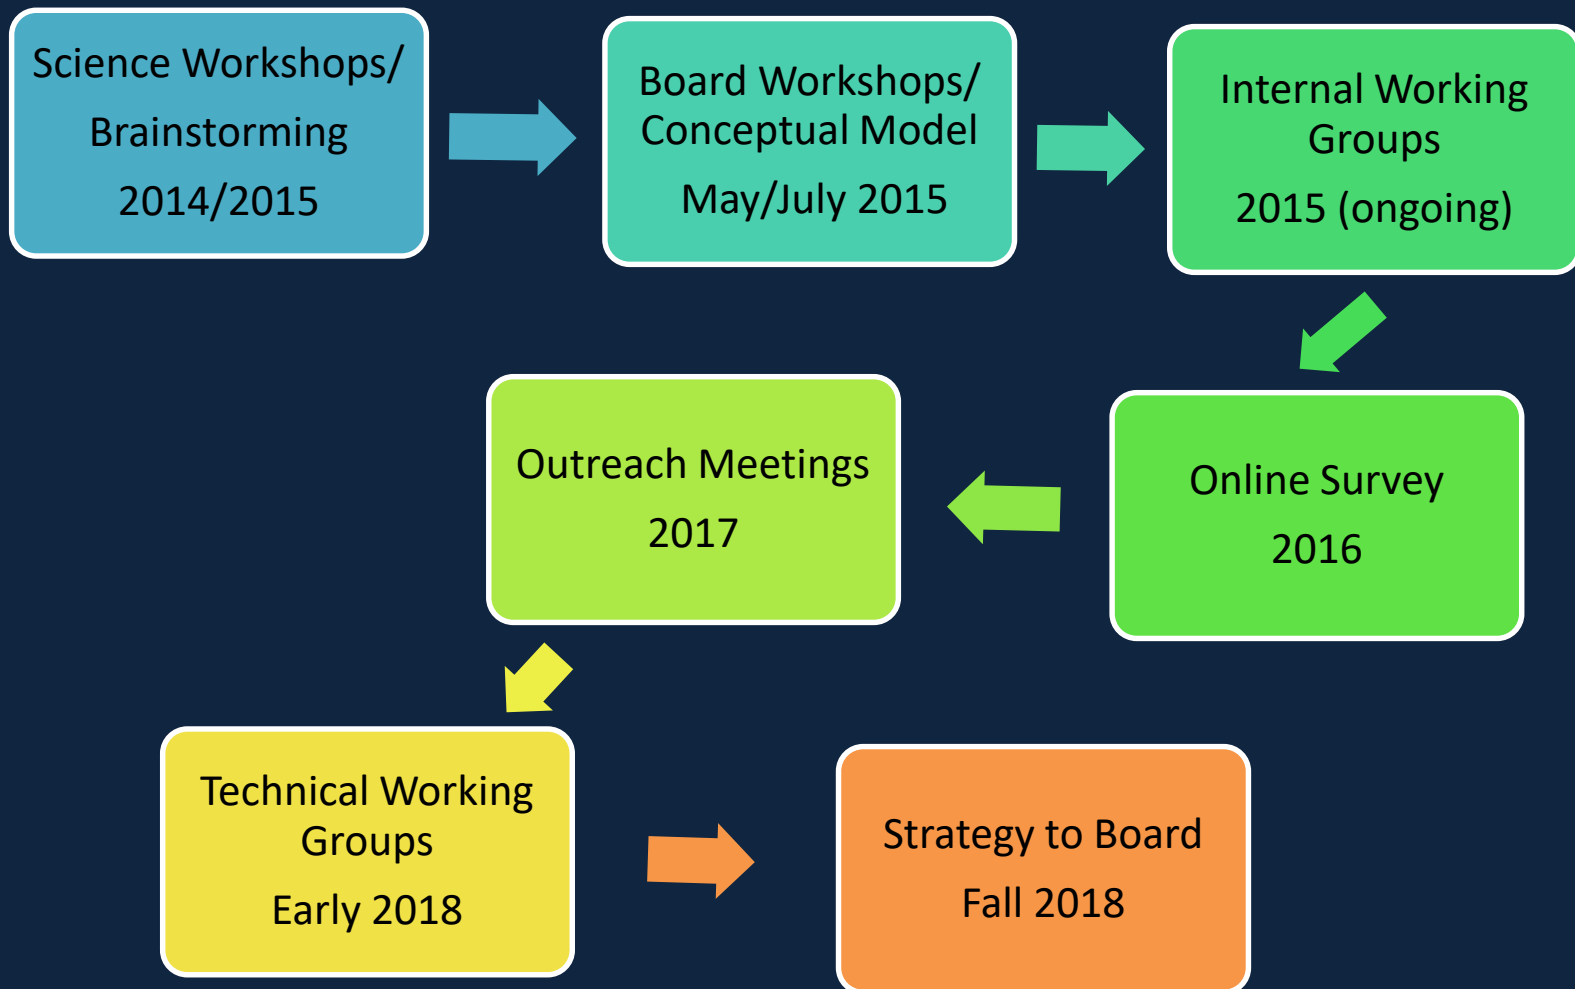 Science Workshops/
Brainstorming
2014/2015
Board Workshops/
Conceptual Model
May/July 2015
Internal Working
Groups
2015 (ongoing)
Online Survey
2016
Outreach Meetings
2017
Technical Working
Groups
Early 2018
Strategy to Board
Fall 2018